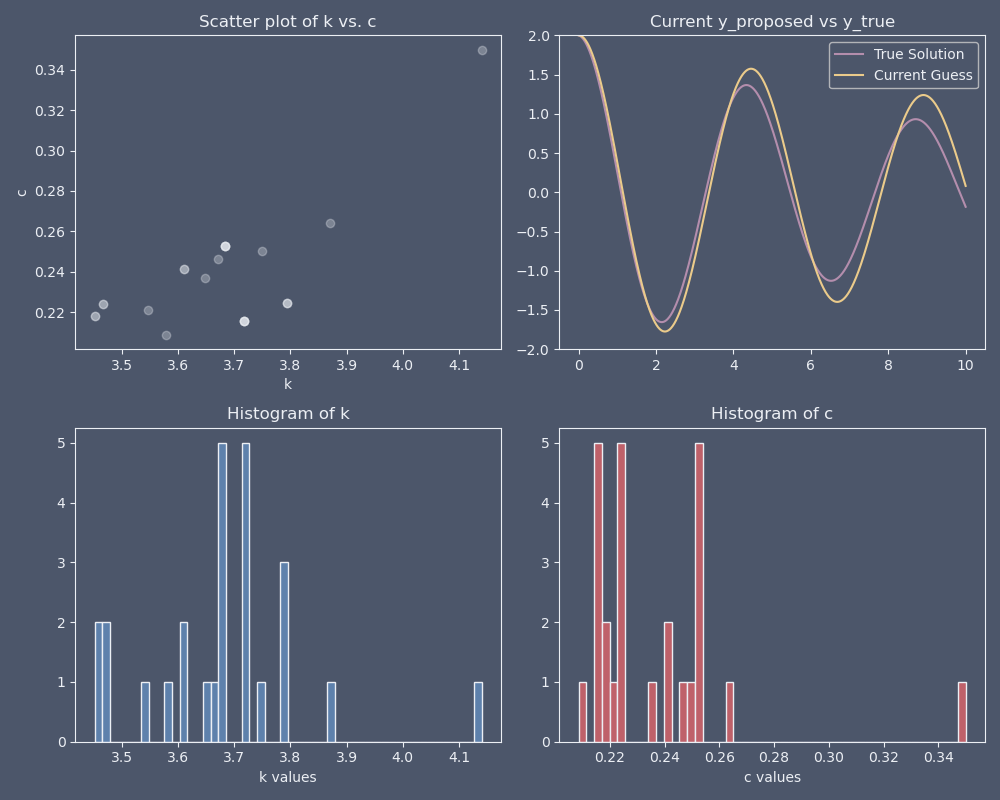 Scatter plot of k vs. c
0.34
0.32
0.30
0.28
0.26
0.24
0.22
c
3.5 3.6 3.7 3.8 3.9 4.0 4.1
k
Current y_proposed vs y_true
2.0
1.5
1.0
0.5
0.0
−0.5
−1.0
−1.5
−2.0
True Solution
Current Guess
0 2 4 6 8 10
Histogram of k
5
4
3
2
1
0
3.5 3.6 3.7 3.8 3.9 4.0 4.1
k values
Histogram of c
5
4
3
2
1
0
0.22 0.24 0.26 0.28 0.30 0.32 0.34
c values